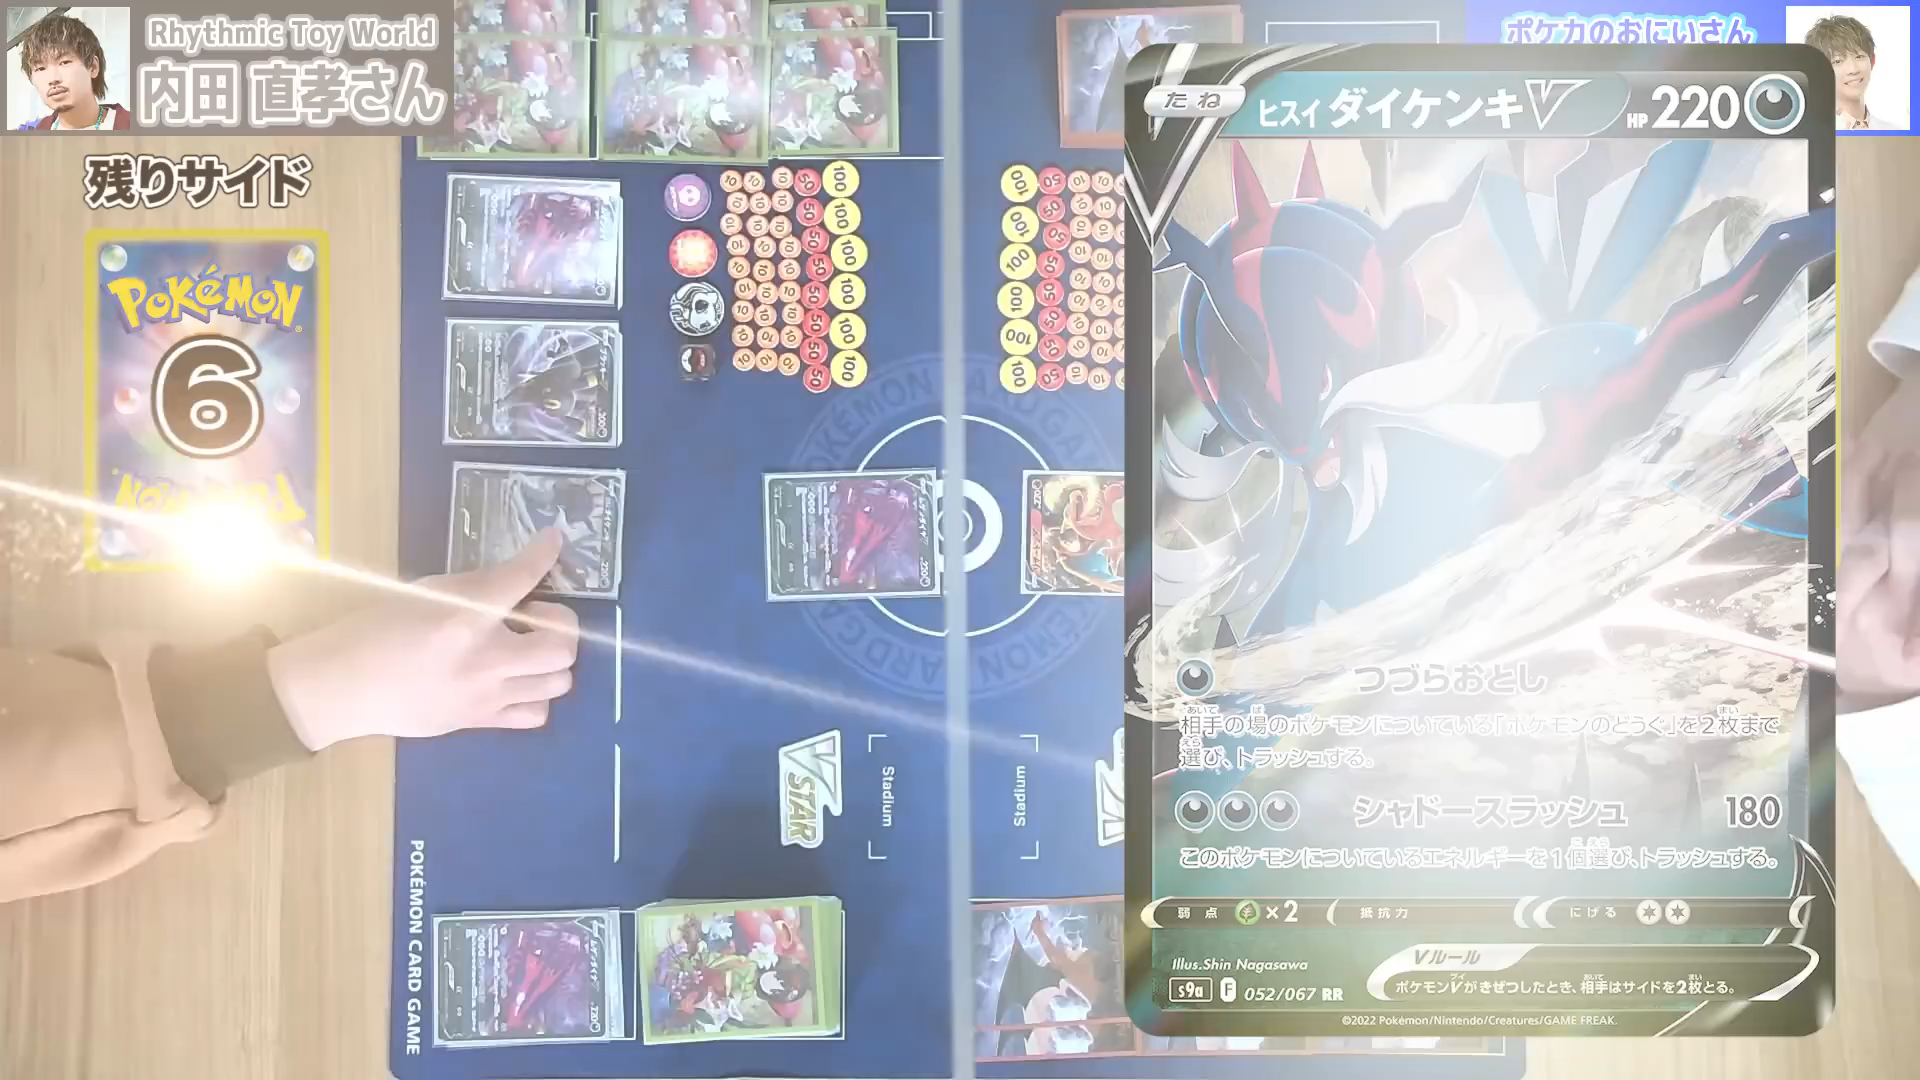 Rhythmic Toy World
内田 直孝さん
残りサイド
POKÉMON
6
ポケカのおにいさん
たね
ヒスイ ダイケンキV
HP 220
つづらおとし
相手の場のポケモンについている「ポケモンのどうぐ」を2枚まで
選び、トラッシュする。
シャドースラッシュ 180
このポケモンについているエネルギーを1個選び、トラッシュする。
弱点 ×2 抵抗力 にげる
Illus.Shin Nagasawa
s9a F 052/067 RR
Vルール
ポケモンVがきぜつしたとき、相手はサイドを2枚とる。
©2022 Pokémon/Nintendo/Creatures/GAME FREAK.
VSTAR
Stadium
Stadium
POKÉMON CARD GAME